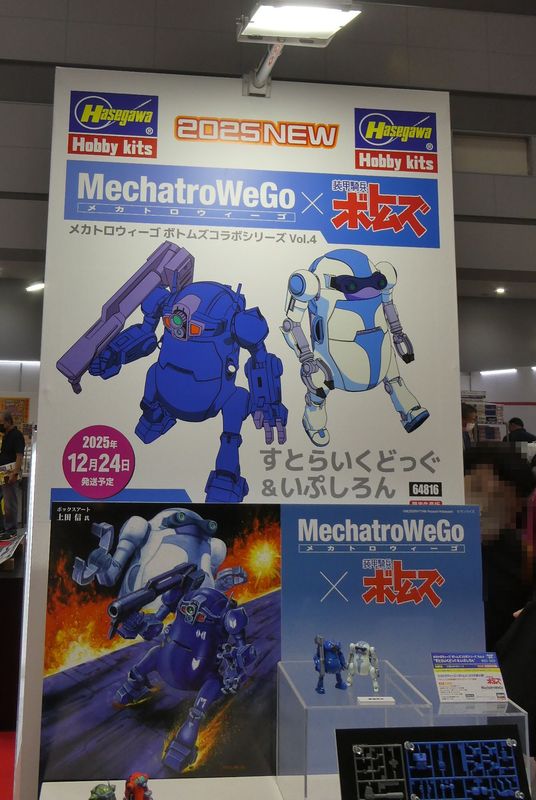 Hasegawa®
Hobby kits
2025NEW
Hasegawa®
Hobby kits
MechatroWeGo
メカトロウィーゴ
×
装甲騎兵
ボトムズ
メカトロウィーゴ ボトムズコラボシリーズ Vol.4
2025年
12月24日
発送予定
すとらいくどっぐ
&いぷしろん
64816
ボックスアート
上田 信 氏
MechatroWeGo
メカトロウィーゴ
×
装甲騎兵
ボトムズ